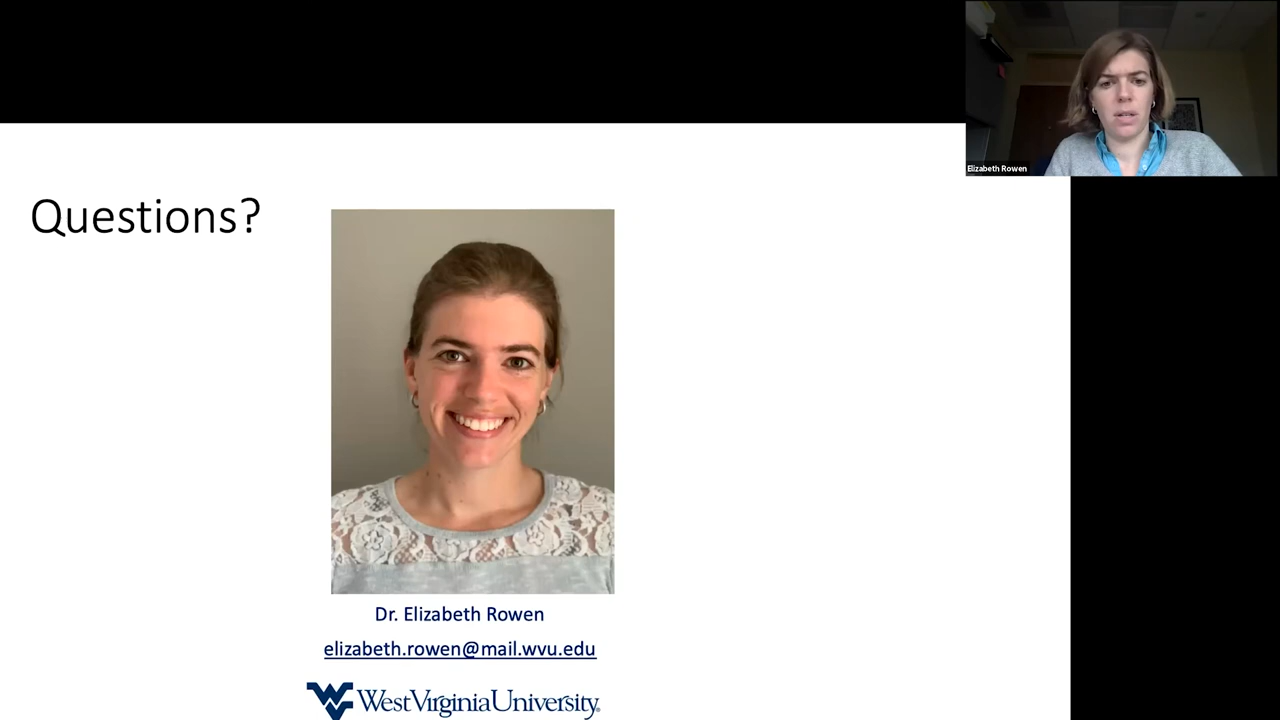 Elizabeth Rowen
Questions?
Dr. Elizabeth Rowen
elizabeth.rowen@mail.wvu.edu
WestVirginiaUniversity.